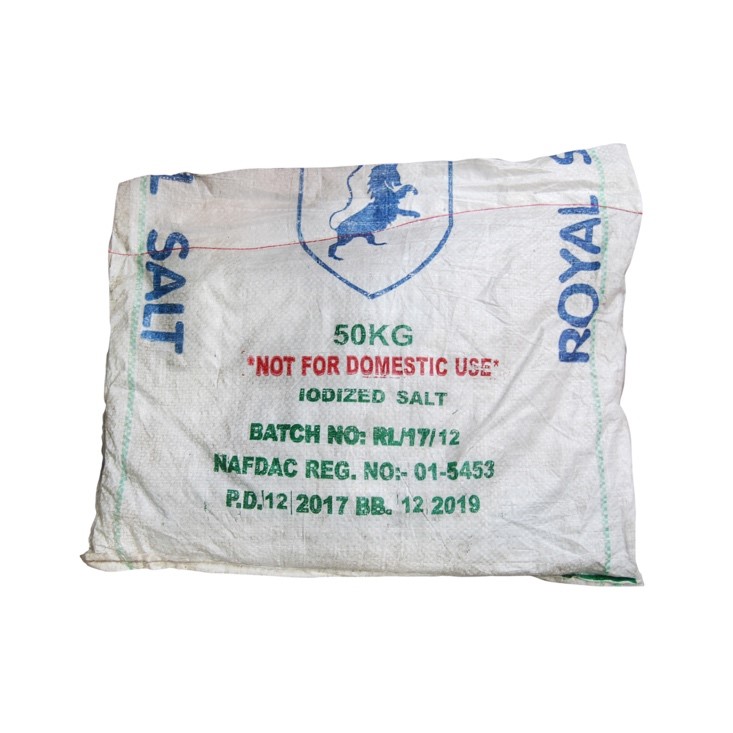 L SALT
ROYAL S
50KG
*NOT FOR DOMESTIC USE*
IODIZED SALT
BATCH NO: RL/17/12
NAFDAC REG. NO:- 01-5453
P.D. 12 2017 BB. 12 2019